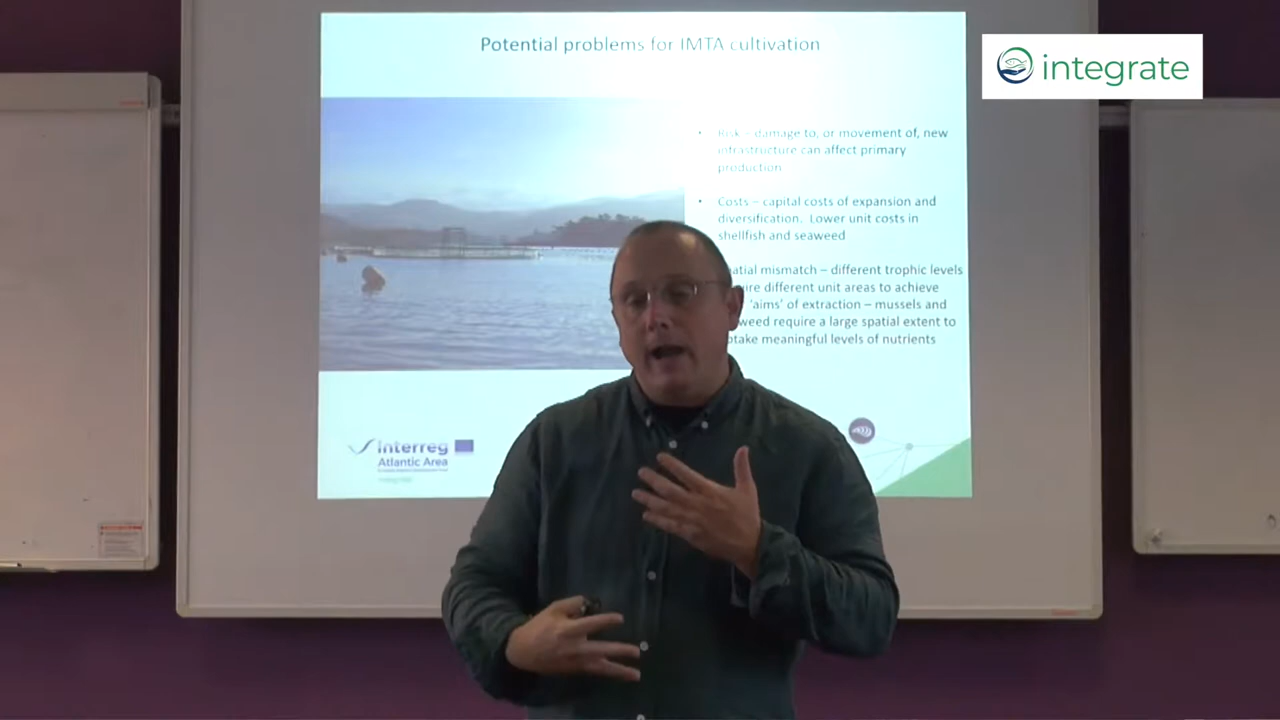 Potential problems for IMTA cultivation
integrate
• Risk – damage to, or movement of, new
infrastructure can affect primary
production
• Costs – capital costs of expansion and
diversification. Lower unit costs in
shellfish and seaweed
mismatch – different trophic levels
different unit areas to achieve
'aims' of extraction – mussels and
require a large spatial extent to
meaningful levels of nutrients
Interreg
Atlantic Area